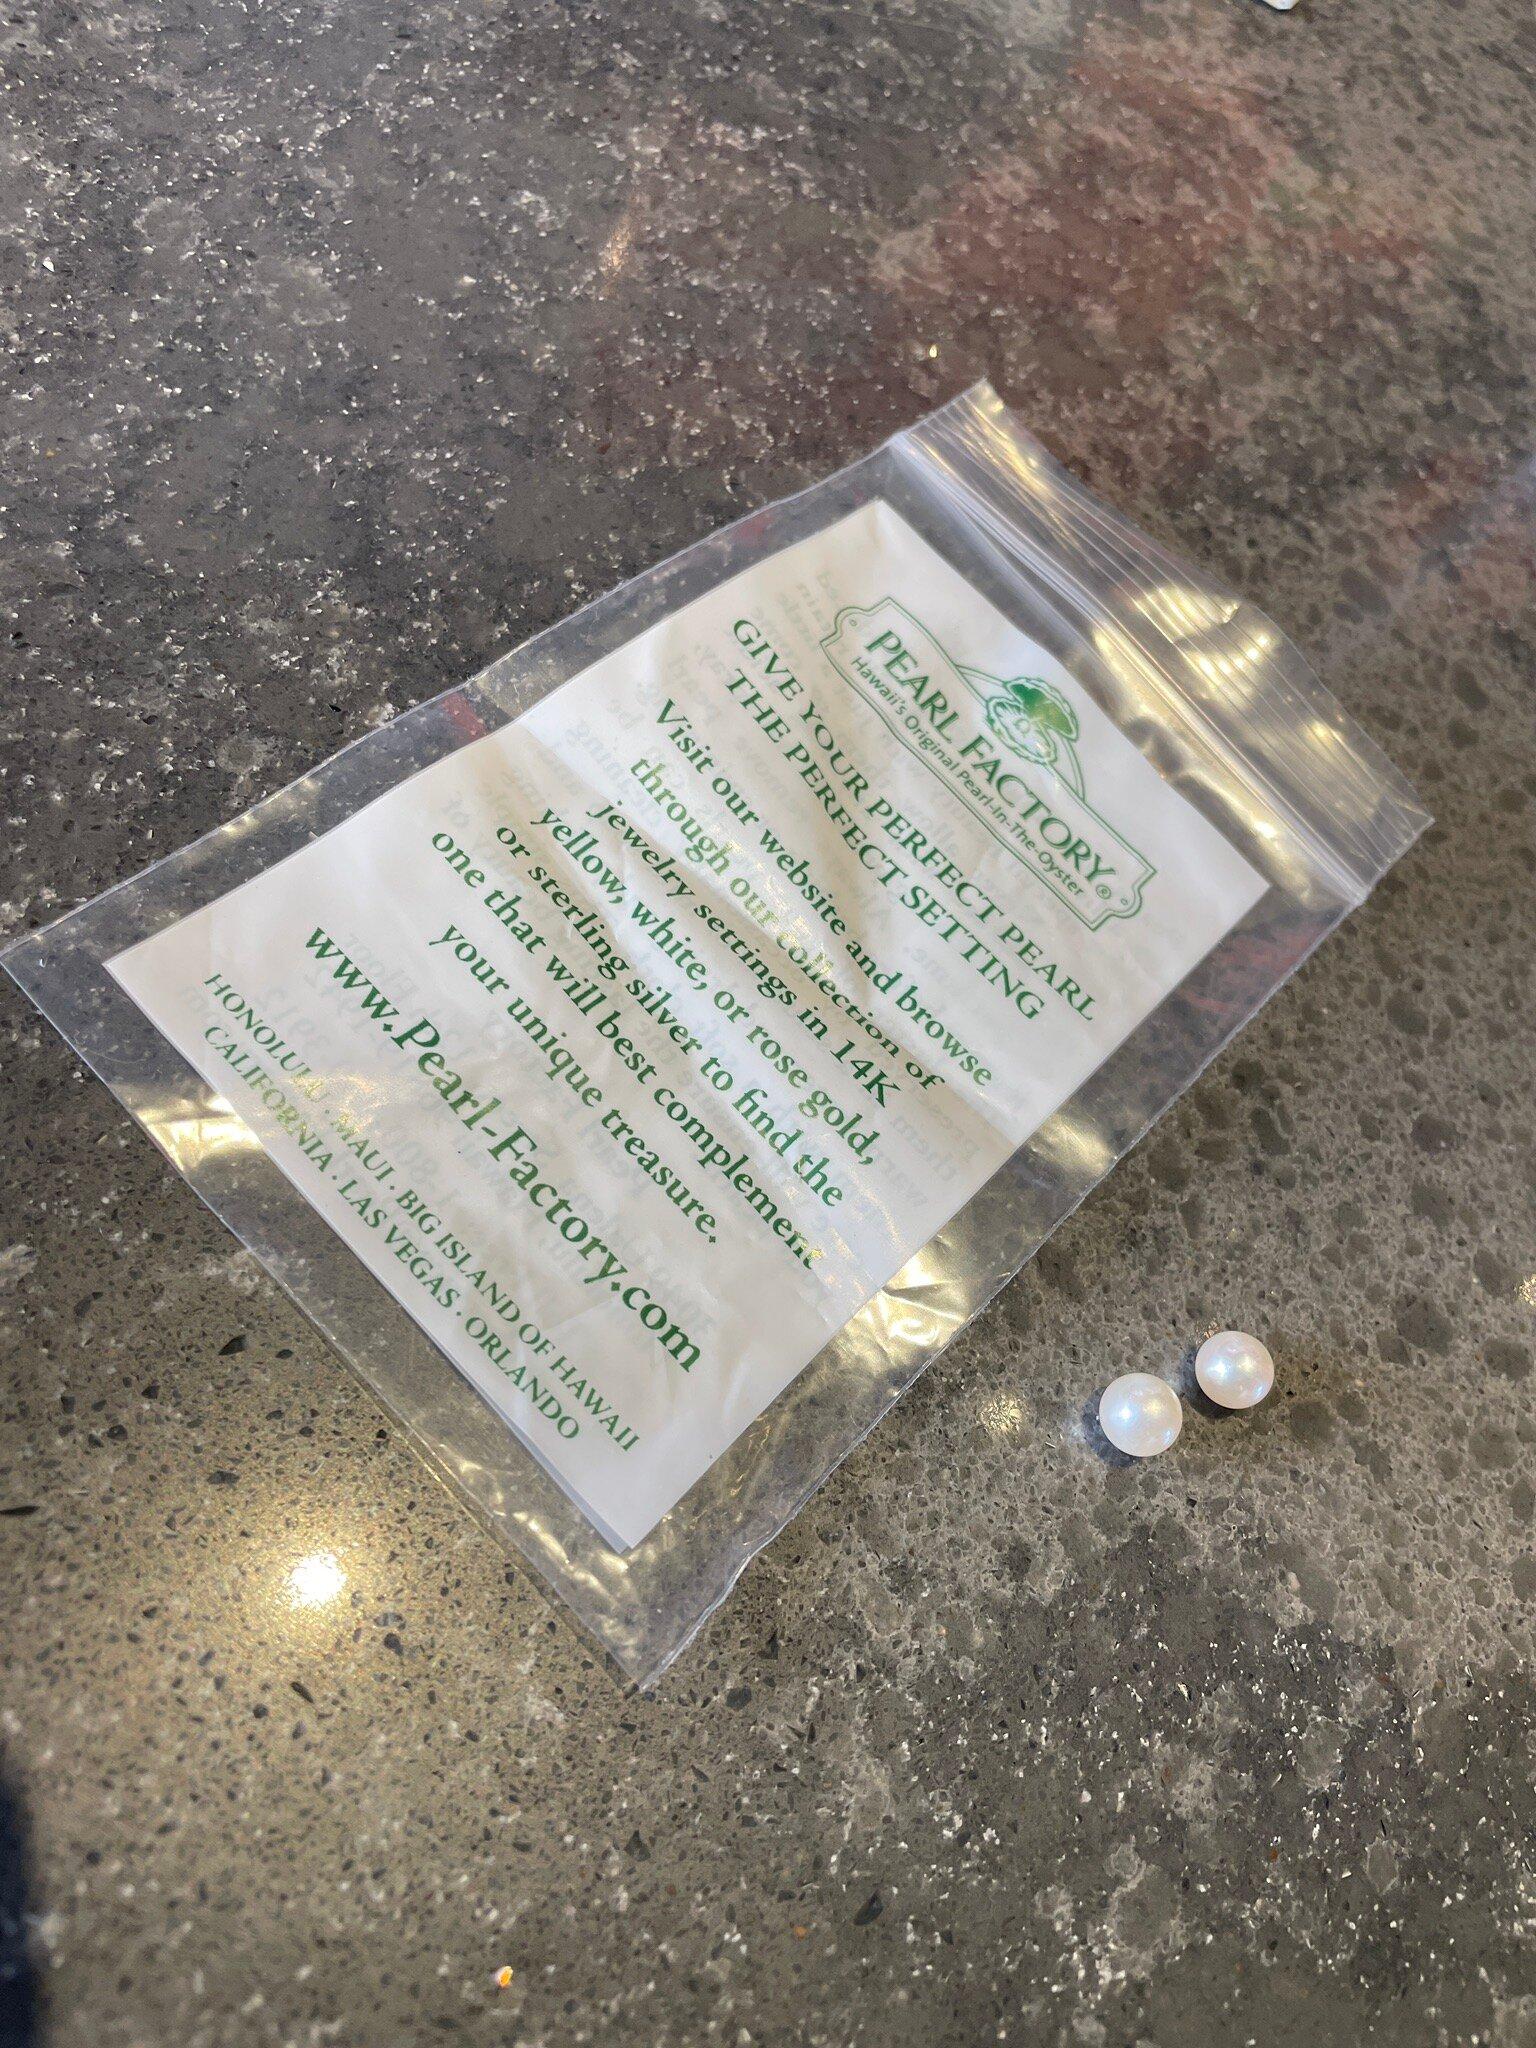 PEARL FACTORY®
Hawaii's Original Pearl-In-The-Oyster
GIVE YOUR PERFECT PEARL
THE PERFECT SETTING
Visit our website and browse
through our collection of
jewelry settings in 14K
yellow, white, or rose gold,
or sterling silver to find the
one that will best complement
your unique treasure.
www.Pearl-Factory.com
HONOLULU · MAUI · BIG ISLAND OF HAWAII
CALIFORNIA · LAS VEGAS · ORLANDO